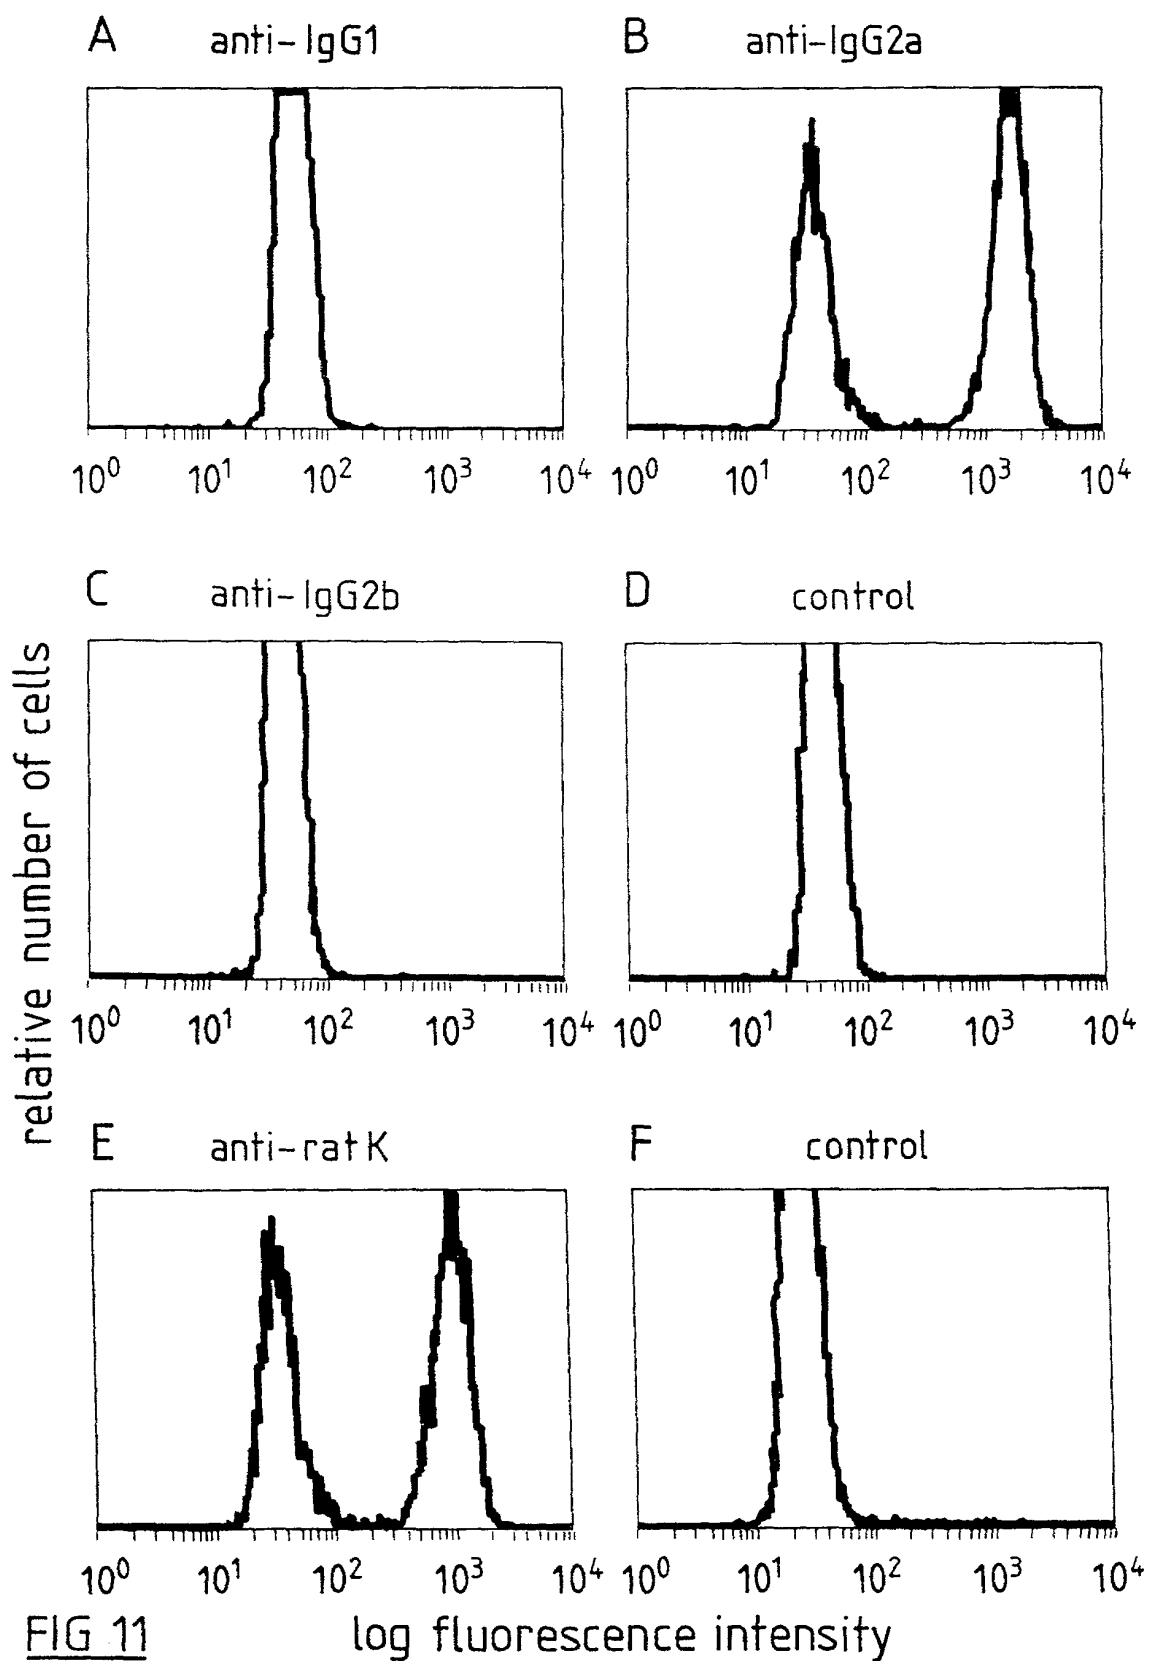 A anti-IgG1
B anti-IgG2a
10⁰ 10¹ 10² 10³ 10⁴
10⁰ 10¹ 10² 10³ 10⁴
C anti-IgG2b
D control
10⁰ 10¹ 10² 10³ 10⁴
10⁰ 10¹ 10² 10³ 10⁴
relative number of cells
E anti-rat K
F control
10⁰ 10¹ 10² 10³ 10⁴
10⁰ 10¹ 10² 10³ 10⁴
FIG 11
log fluorescence intensity